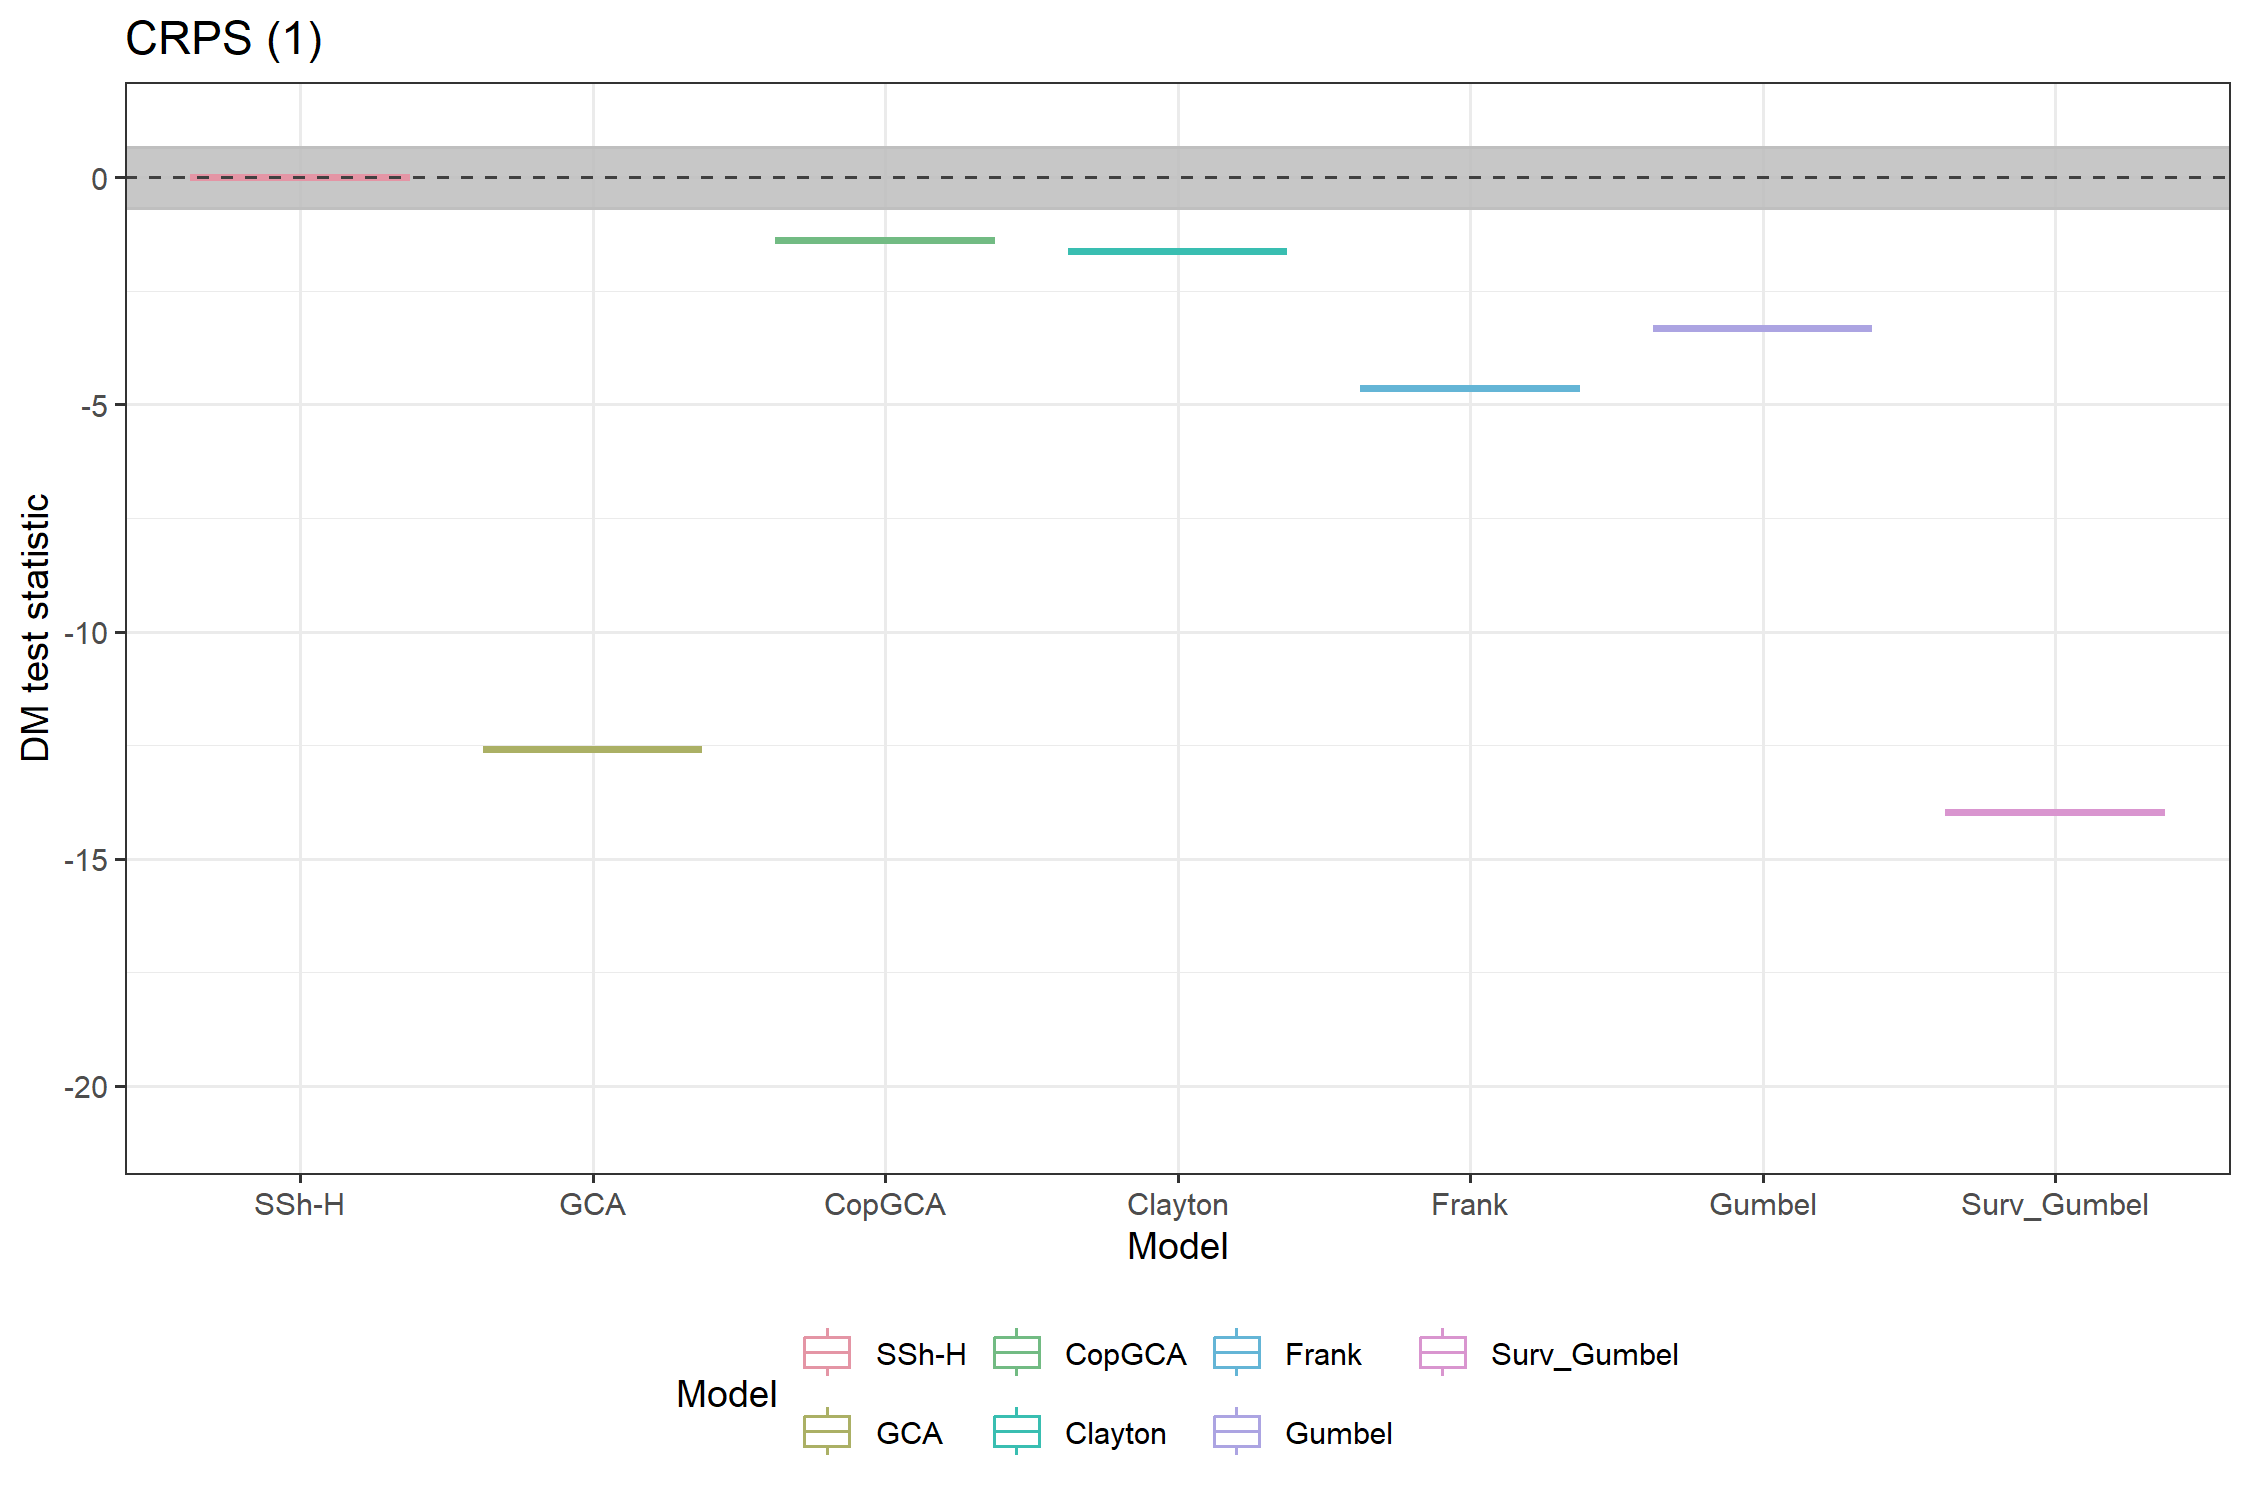 CRPS (1)
0
-5
-10
-15
-20
DM test statistic
SSh-H GCA CopGCA Clayton Frank Gumbel Surv_Gumbel
Model
Model
SSh-H CopGCA Frank Surv_Gumbel
GCA Clayton Gumbel